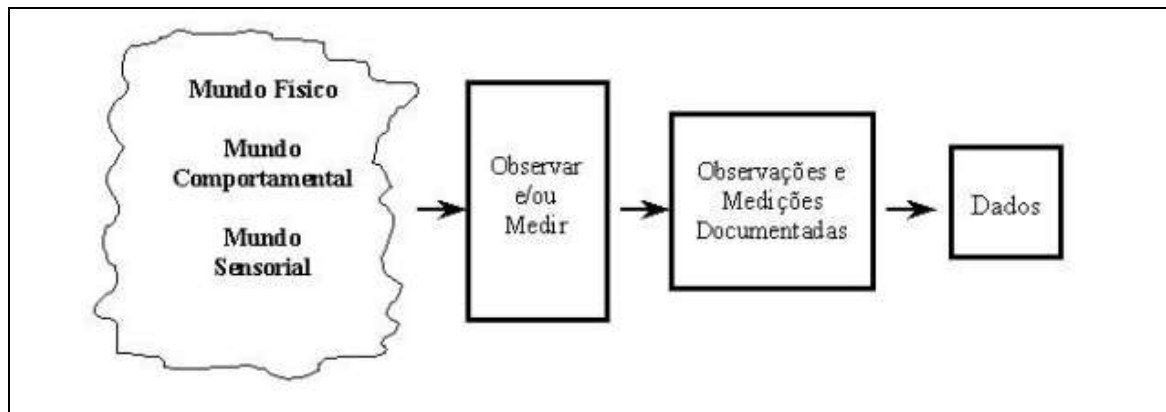 Mundo Físico
Mundo
Comportamental
Mundo
Sensorial
Observar
e/ou
Medir
Observações e
Medições
Documentadas
Dados